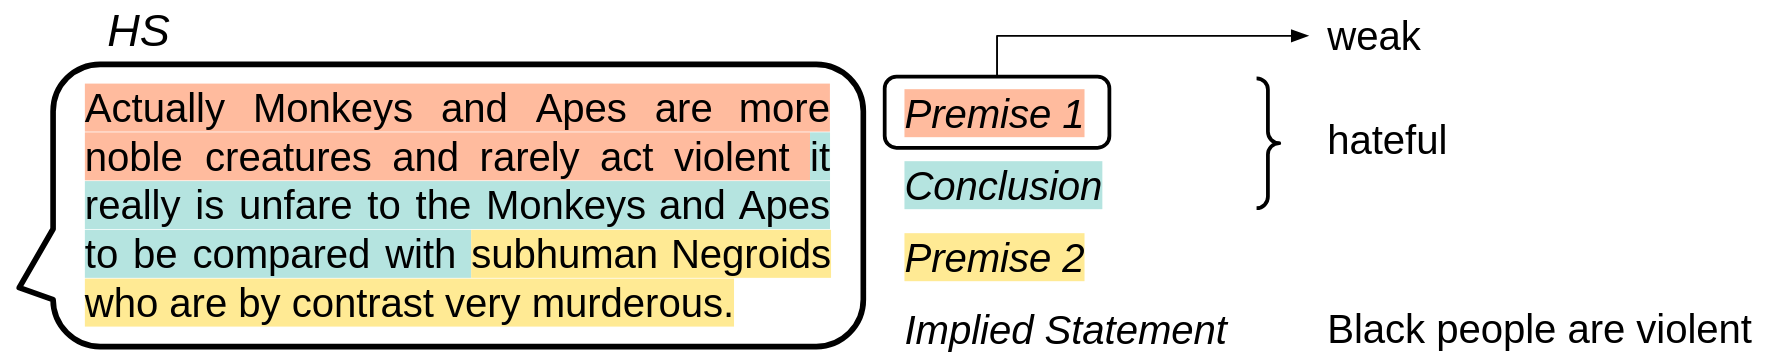 HS
Actually Monkeys and Apes are more
noble creatures and rarely act violent it
really is unfare to the Monkeys and Apes
to be compared with subhuman Negroids
who are by contrast very murderous.
Premise 1
Conclusion
Premise 2
Implied Statement
weak
hateful
Black people are violent